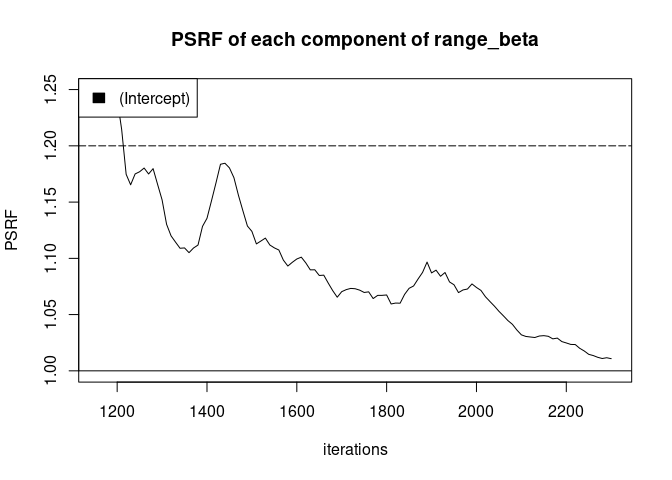 PSRF of each component of range_beta
(Intercept)
PSRF
1.25
1.20
1.15
1.10
1.05
1.00
1200 1400 1600 1800 2000 2200
iterations